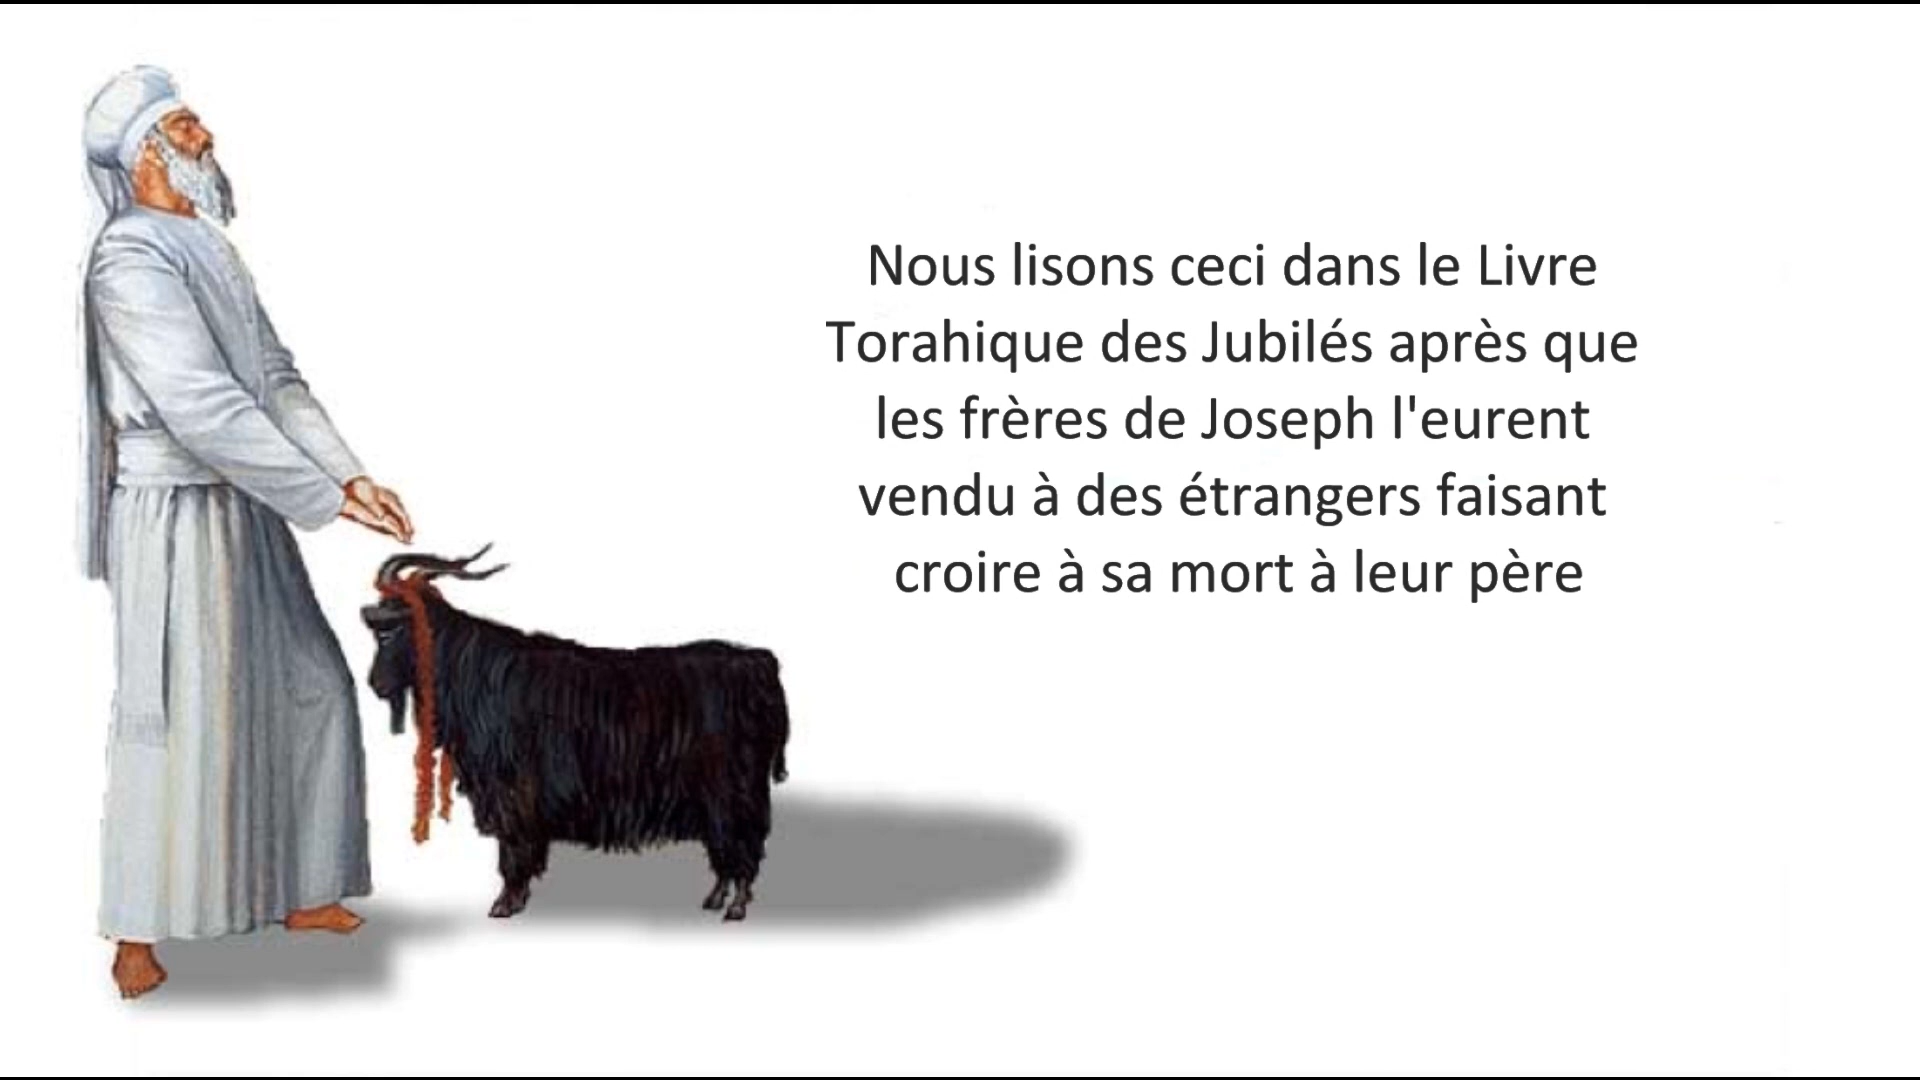 Nous lisons ceci dans le Livre
Torahique des Jubilés après que
les frères de Joseph l'eurent
vendu à des étrangers faisant
croire à sa mort à leur père